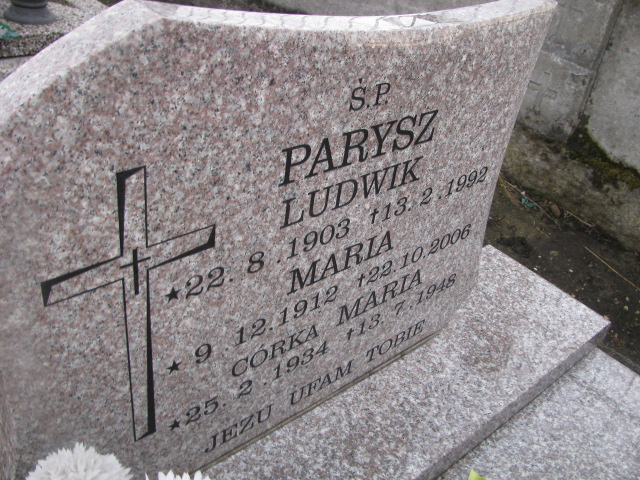 Ś.P.
PARYSZ
LUDWIK
★22.8.1903 †13.2.1992
MARIA
★9.12.1912 †22.10.2006
CÓRKA MARIA
★25.2.1934 †13.7.1948
JEZU UFAM TOBIE